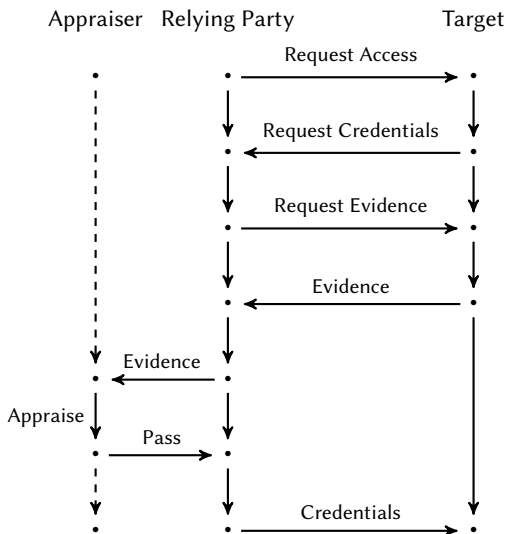 Appraiser Relying Party Target
Request Access
Request Credentials
Request Evidence
Evidence
Evidence
Appraise
Pass
Credentials